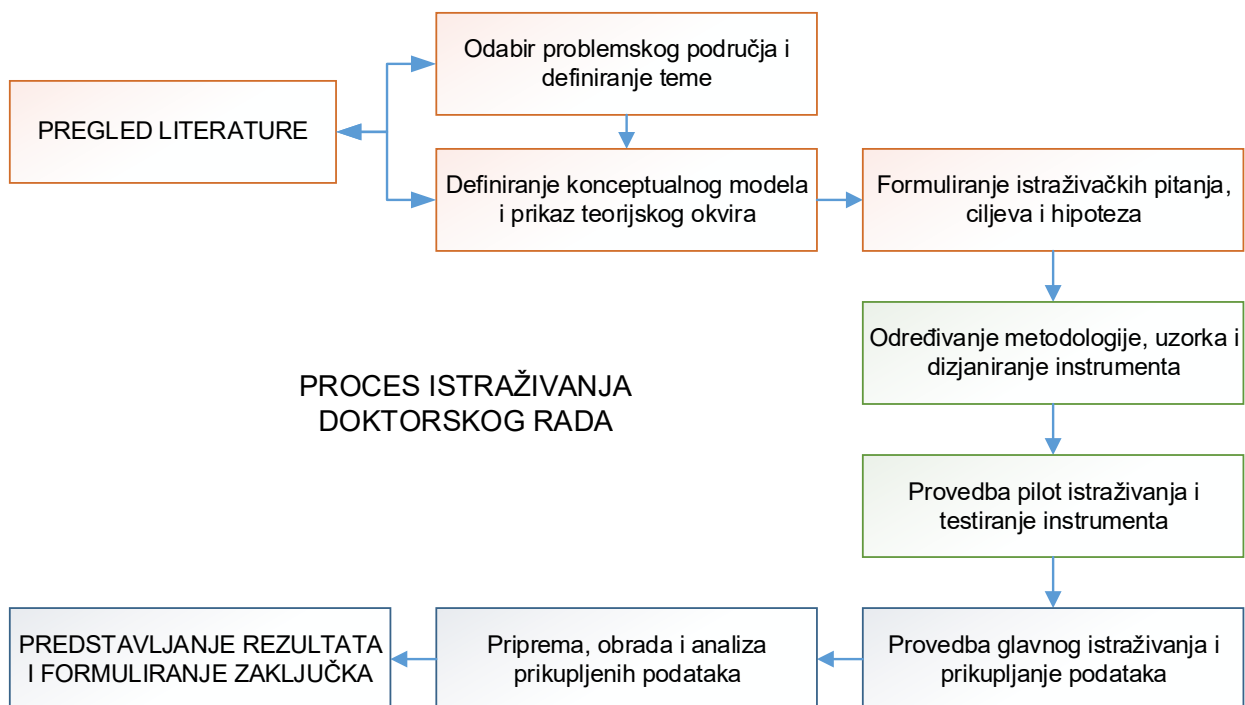 Odabir problemskog područja i
definiranje teme
PREGLED LITERATURE
Definiranje konceptualnog modela
i prikaz teorijskog okvira
Formuliranje istraživačkih pitanja,
ciljeva i hipoteza
Određivanje metodologije, uzorka i
dizjaniranje instrumenta
PROCES ISTRAŽIVANJA
DOKTORSKOG RADA
Provedba pilot istraživanja i
testiranje instrumenta
Provedba glavnog istraživanja i
prikupljanje podataka
Priprema, obrada i analiza
prikupljenih podataka
PREDSTAVLJANJE REZULTATA
I FORMULIRANJE ZAKLJUČKA